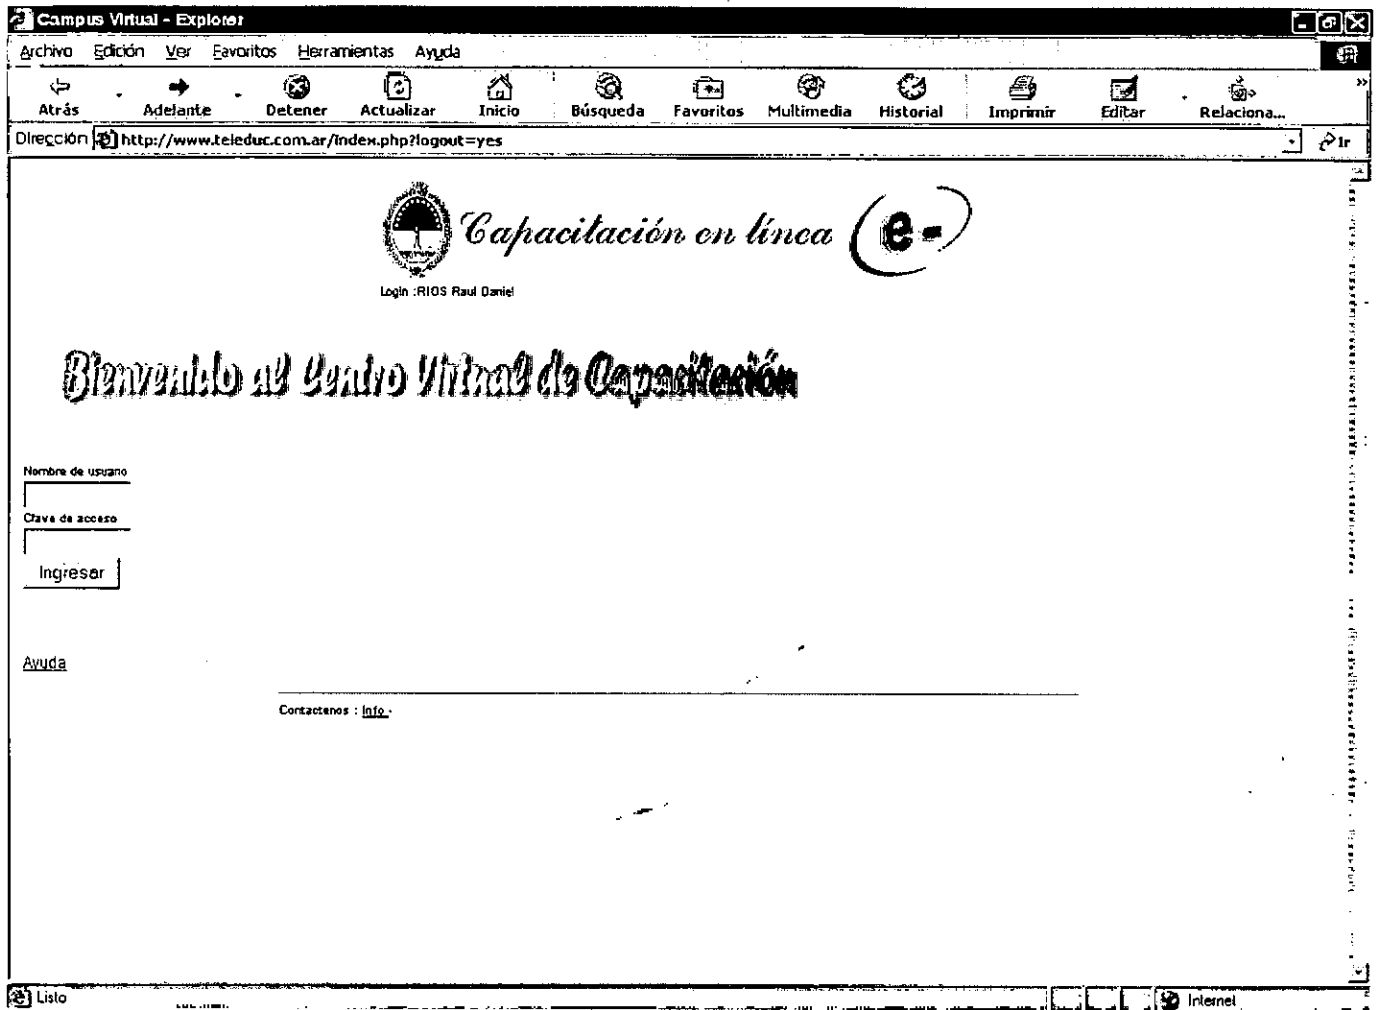 Campus Virtual - Explorer
Archivo Edición Ver Favoritos Herramientas Ayuda
Atrás Adelante Detener Actualizar Inicio Búsqueda Favoritos Multimedia Historial Imprimir Editar Relaciona... »
Dirección http://www.teleduc.com.ar/index.php?logout=yes Ir
Capacitación en línea e-
Login :RIOS Raul Daniel
Bienvenido al Centro Virtual de Capacitación
Nombre de usuario
Clave de acceso
Ingresar
Ayuda
Contactenos : Info -
Listo Internet